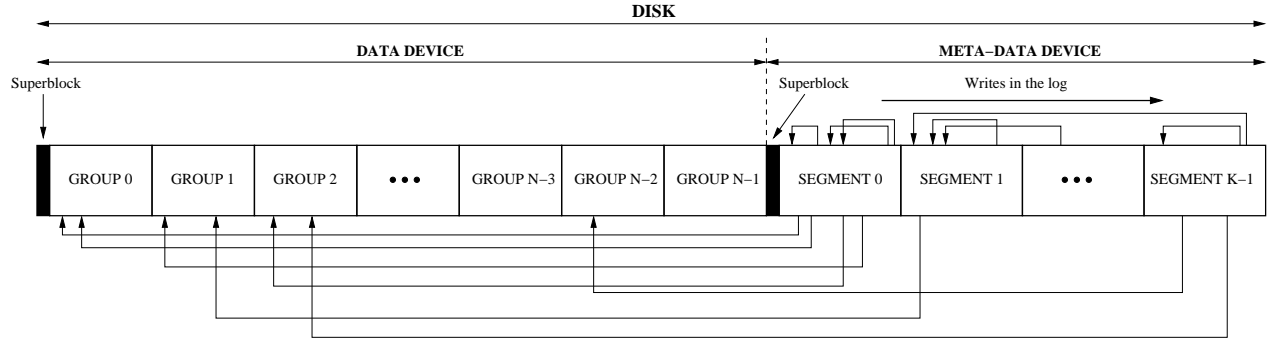 DISK
DATA DEVICE
META−DATA DEVICE
Superblock
Superblock
Writes in the log
GROUP 0
GROUP 1
GROUP 2
•••
GROUP N−3
GROUP N−2
GROUP N−1
SEGMENT 0
SEGMENT 1
•••
SEGMENT K−1